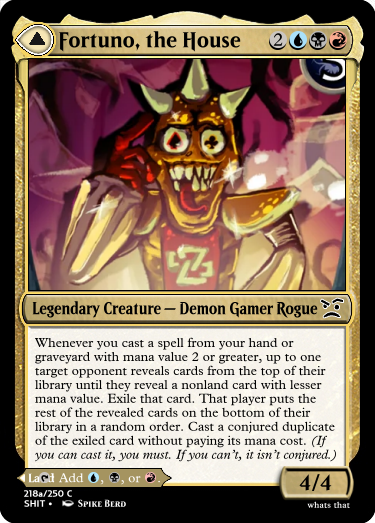 Fortuno, the House 2
Legendary Creature — Demon Gamer Rogue
Whenever you cast a spell from your hand or
graveyard with mana value 2 or greater, up to one
target opponent reveals cards from the top of their
library until they reveal a nonland card with lesser
mana value. Exile that card. That player puts the
rest of the revealed cards on the bottom of their
library in a random order. Cast a conjured duplicate
of the exiled card without paying its mana cost. (If
you can cast it, you must. If you can't, it isn't conjured.)
Land Add , , or .
4/4
218a/250 C
SHIT • Spike Berd
whats that